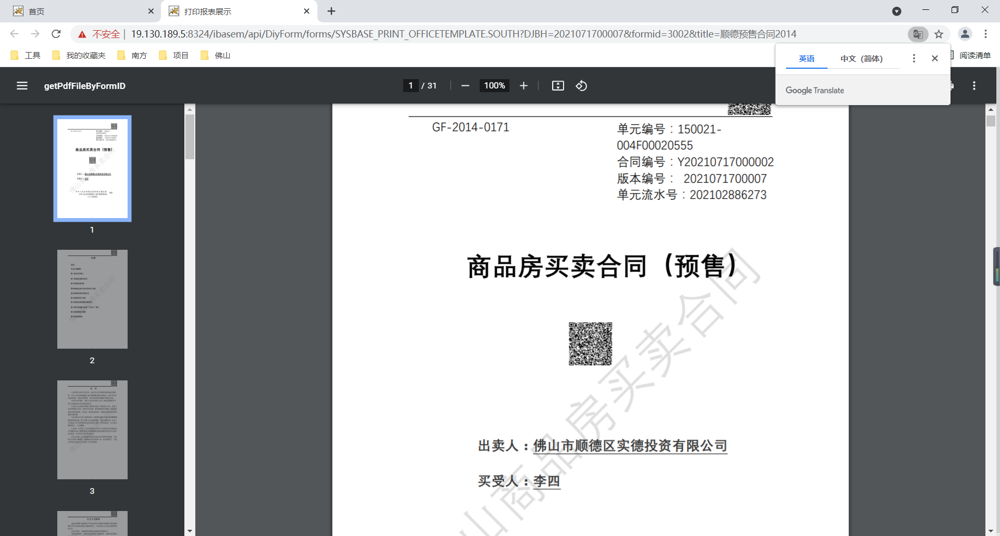 首页
打印报表展示
不安全 | 19.130.189.5:8324/ibasem/api/DiyForm/forms/SYSBASE_PRINT_OFFICETEMPLATE.SOUTH?DJBH=2021071700007&formid=3002&title=顺德预售合同2014
工具 我的收藏夹 南方 项目 佛山 阅读清单
英语 中文（简体）
Google Translate
getPdfFileByFormID 1 / 31 100%
GF-2014-0171
单元编号：150021-
004F00020555
合同编号：Y20210717000002
版本编号： 2021071700007
单元流水号：202102886273
商品房买卖合同（预售）
出卖人：佛山市顺德区实德投资有限公司
买受人：李四
山商品房买卖合同
1
2
3